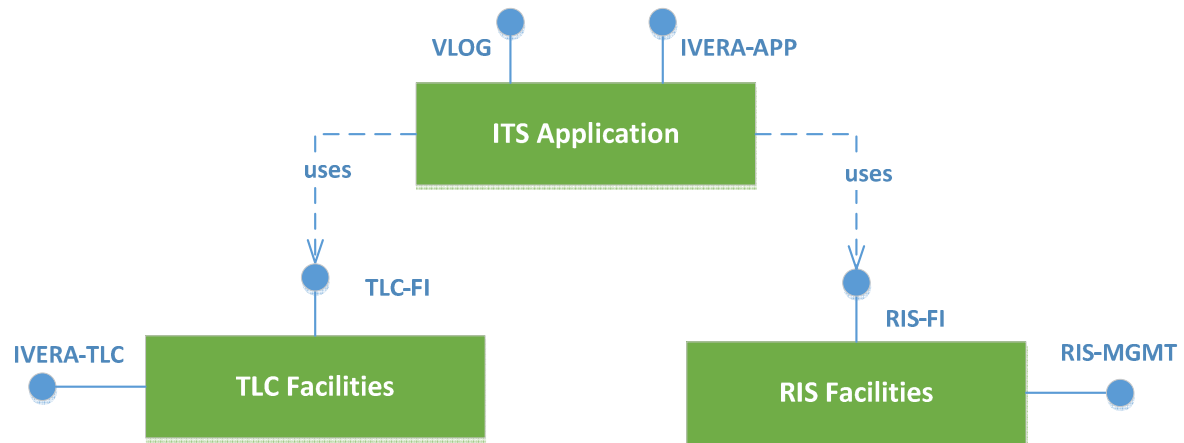 VLOG
IVERA-APP
ITS Application
uses
uses
TLC-FI
RIS-FI
IVERA-TLC
RIS-MGMT
TLC Facilities
RIS Facilities